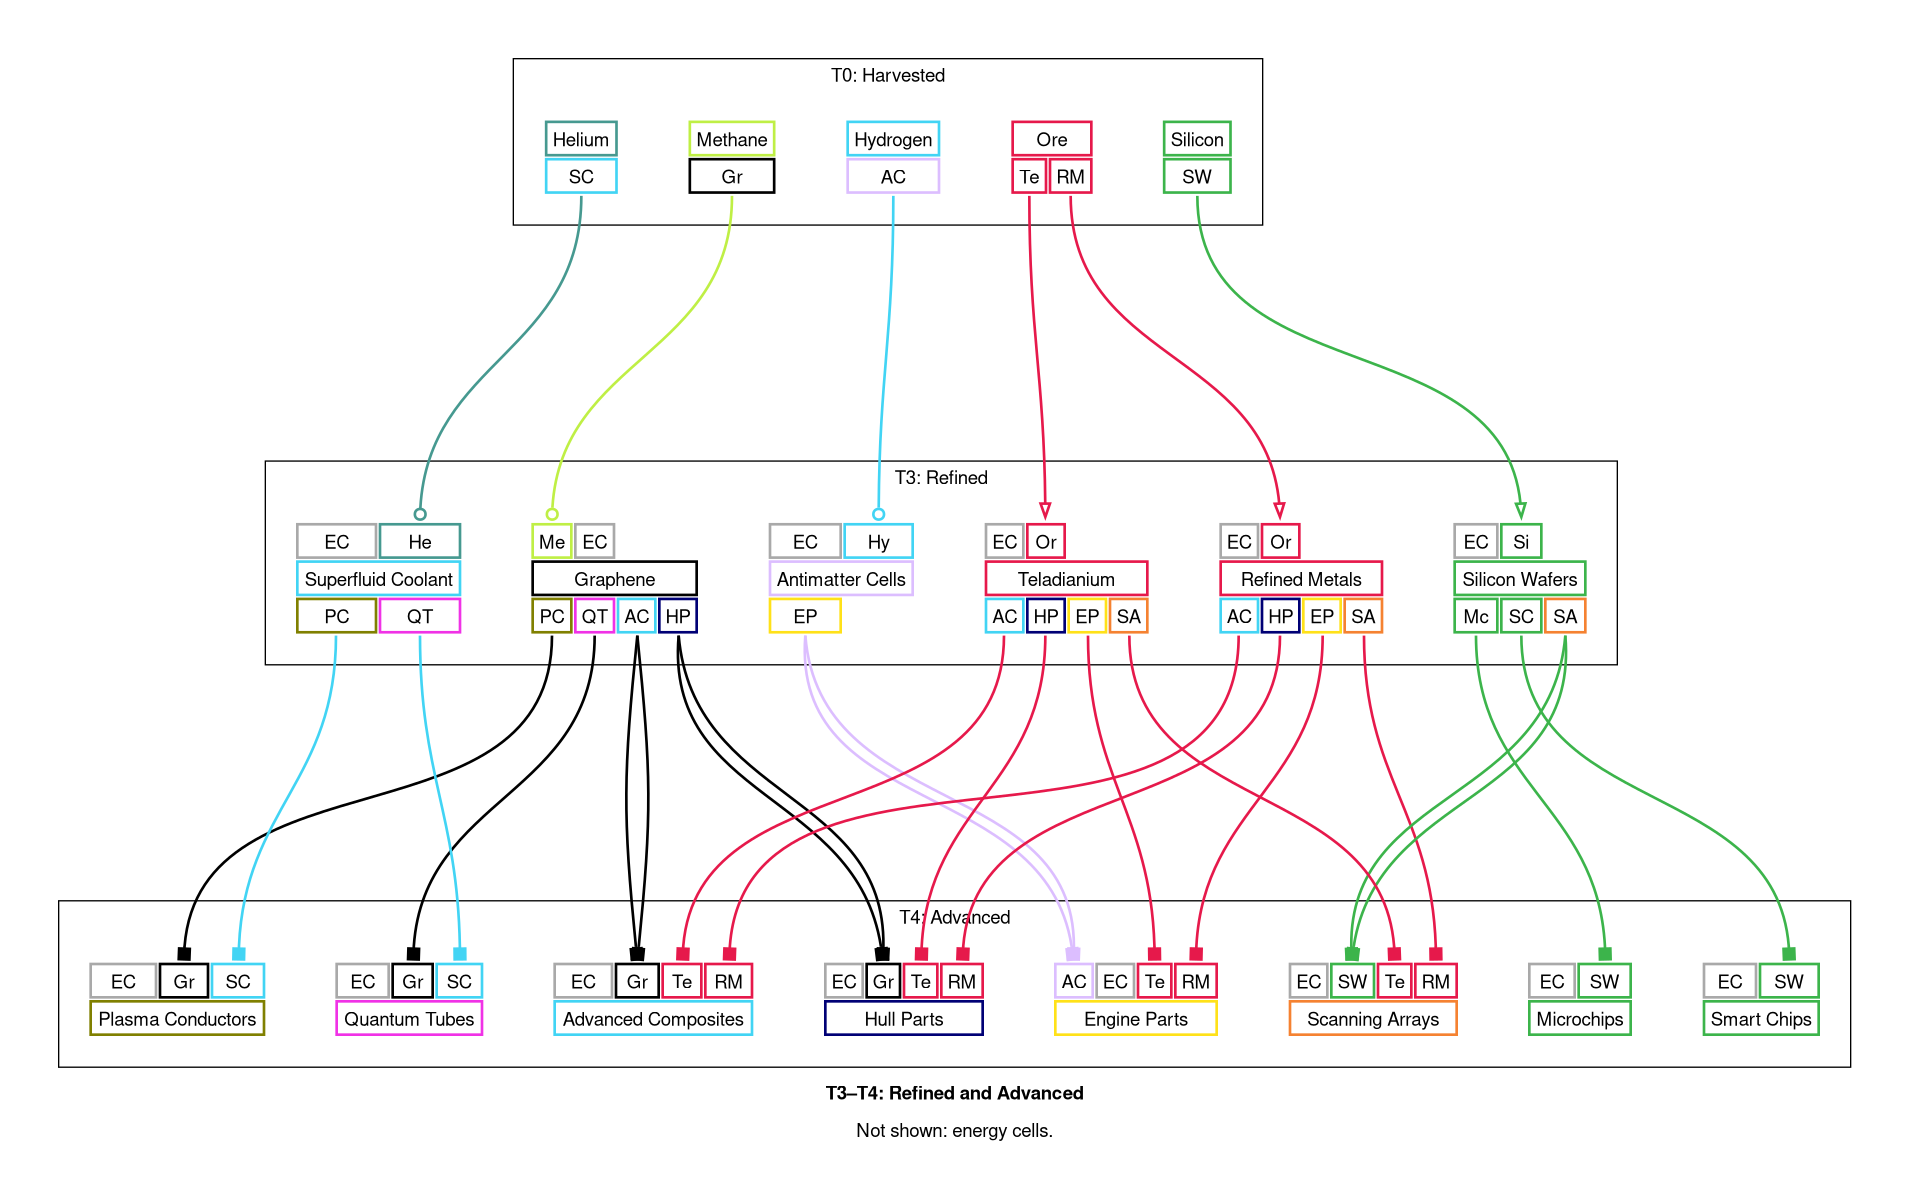 T0: Harvested
Helium Methane Hydrogen Ore Silicon
SC Gr AC Te RM SW
T3: Refined
EC He Me EC EC Hy EC Or EC Or EC Si
Superfluid Coolant Graphene Antimatter Cells Teladianium Refined Metals Silicon Wafers
PC QT PC QT AC HP EP AC HP EP SA AC HP EP SA Mc SC SA
T4: Advanced
EC Gr SC EC Gr SC EC Gr Te RM EC Gr Te RM AC EC Te RM EC SW Te RM EC SW EC SW
Plasma Conductors Quantum Tubes Advanced Composites Hull Parts Engine Parts Scanning Arrays Microchips Smart Chips
T3–T4: Refined and Advanced
Not shown: energy cells.